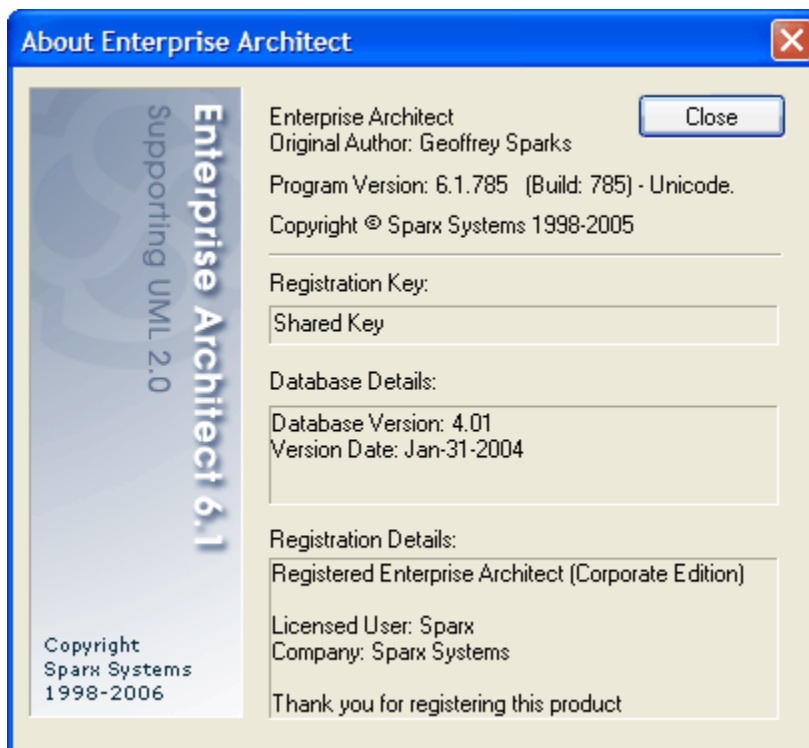 About Enterprise Architect
Enterprise Architect 6.1
Supporting UML 2.0
Copyright
Sparx Systems
1998-2006
Enterprise Architect
Original Author: Geoffrey Sparks
Close
Program Version: 6.1.785 (Build: 785) - Unicode.
Copyright © Sparx Systems 1998-2005
Registration Key:
Shared Key
Database Details:
Database Version: 4.01
Version Date: Jan-31-2004
Registration Details:
Registered Enterprise Architect (Corporate Edition)
Licensed User: Sparx
Company: Sparx Systems
Thank you for registering this product